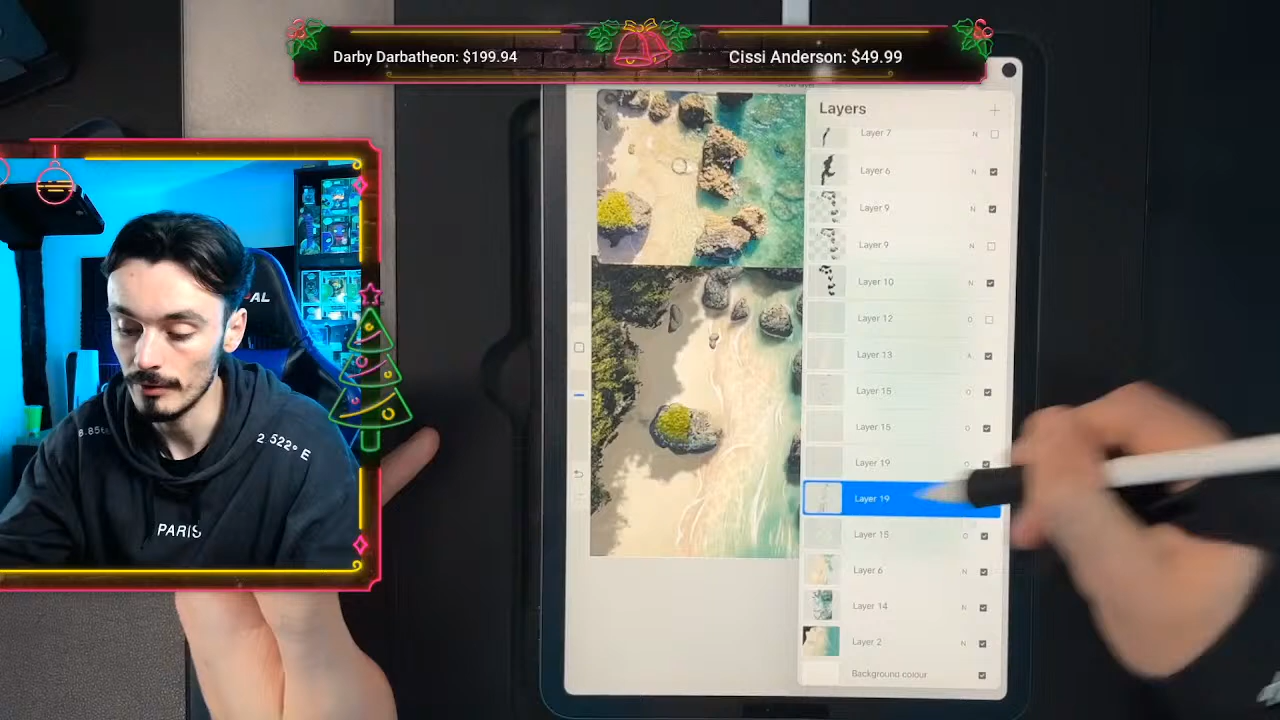 Darby Darbatheon: $199.94
Cissi Anderson: $49.99
Layers
Layer 7 N
Layer 6 N
Layer 9 N
Layer 9 N
Layer 10 N
Layer 12 O
Layer 13 A
Layer 15 O
Layer 15 O
Layer 19 O
Layer 19
Layer 15 O
Layer 6 N
Layer 14 N
Layer 2 N
Background colour
2.522° E
PARIS